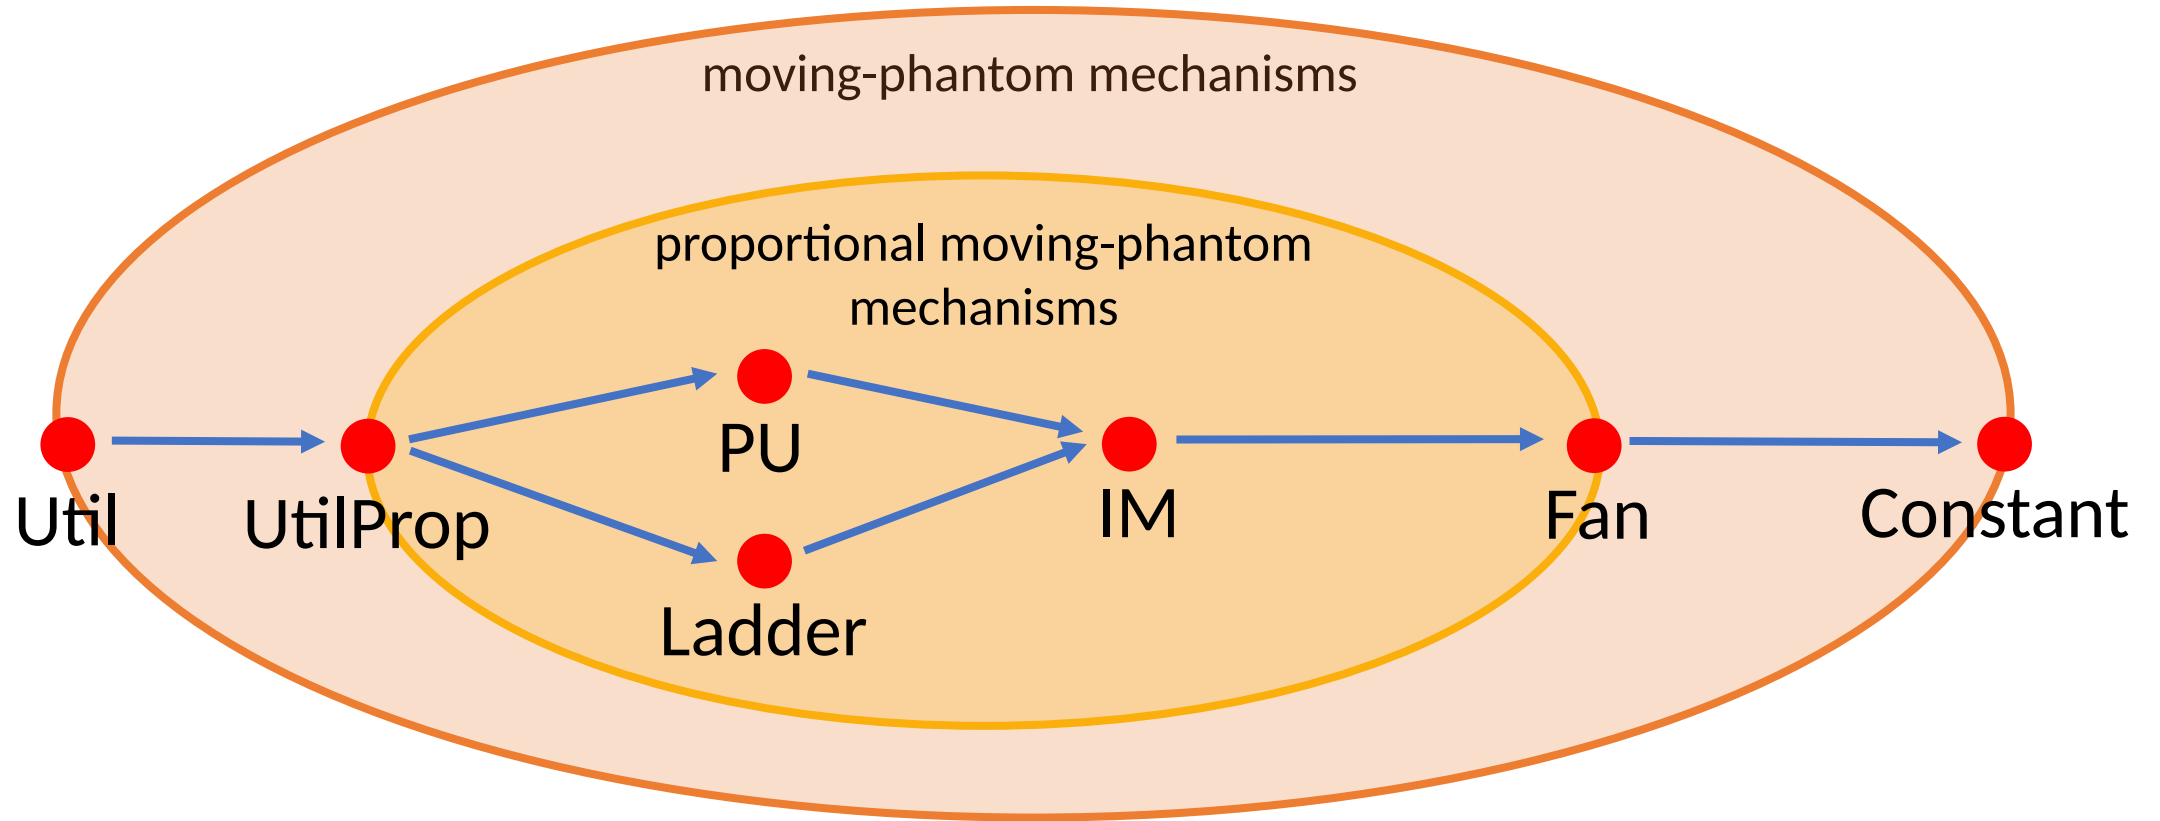 moving-phantom mechanisms
proportional moving-phantom
mechanisms
PU
Util
UtilProp
IM
Fan
Constant
Ladder